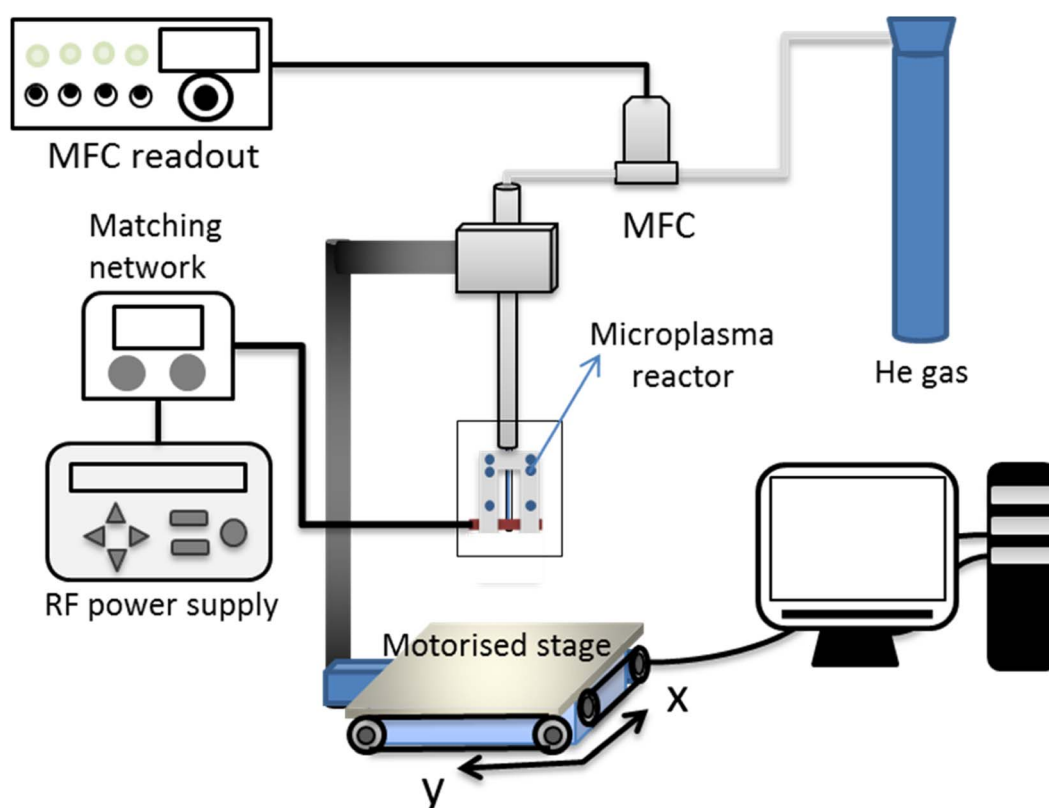 MFC readout
MFC
Matching
network
Microplasma
reactor
He gas
RF power supply
Motorised stage
x
y